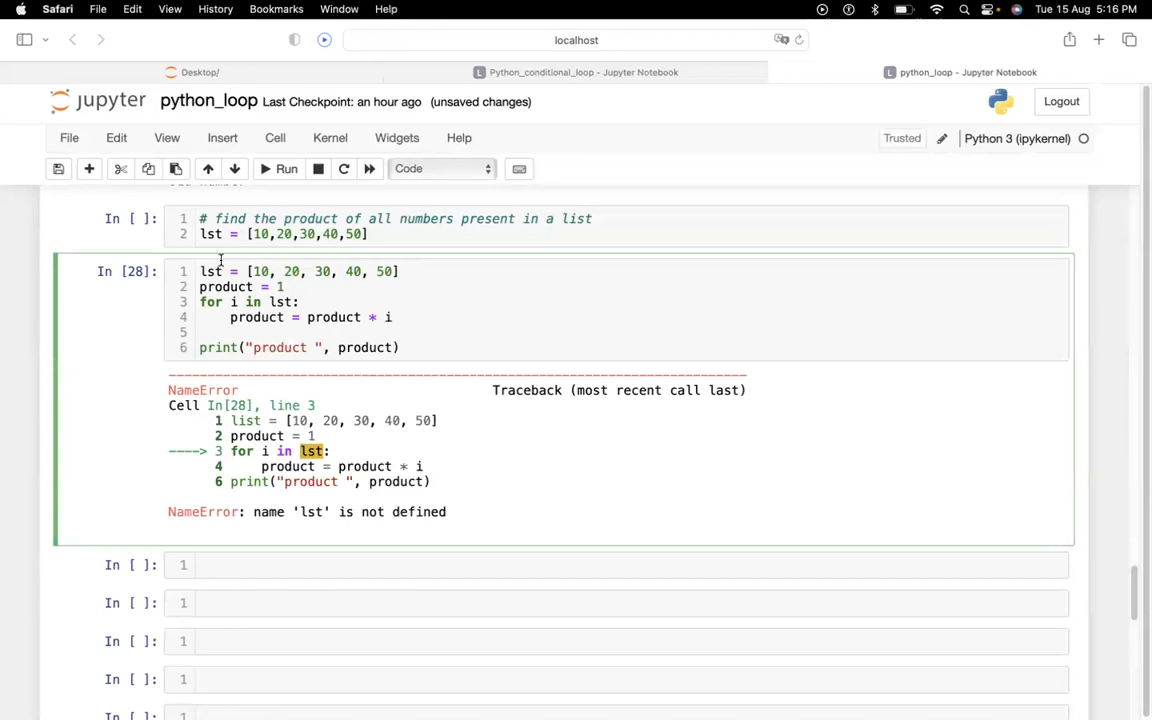 Safari File Edit View History Bookmarks Window Help Tue 15 Aug 5:16 PM
localhost
Desktop/ Python_conditional_loop - Jupyter Notebook python_loop - Jupyter Notebook
jupyter python_loop Last Checkpoint: an hour ago (unsaved changes) Logout
File Edit View Insert Cell Kernel Widgets Help Trusted Python 3 (ipykernel)
Run Code
In [ ]: 1 # find the product of all numbers present in a list
2 lst = [10,20,30,40,50]
In [28]: 1 lst = [10, 20, 30, 40, 50]
2 product = 1
3 for i in lst:
4 product = product * i
5
6 print("product ", product)
NameError Traceback (most recent call last)
Cell In[28], line 3
1 list = [10, 20, 30, 40, 50]
2 product = 1
----> 3 for i in lst:
4 product = product * i
6 print("product ", product)
NameError: name 'lst' is not defined
In [ ]: 1
In [ ]: 1
In [ ]: 1
In [ ]: 1
In [ ]: 1